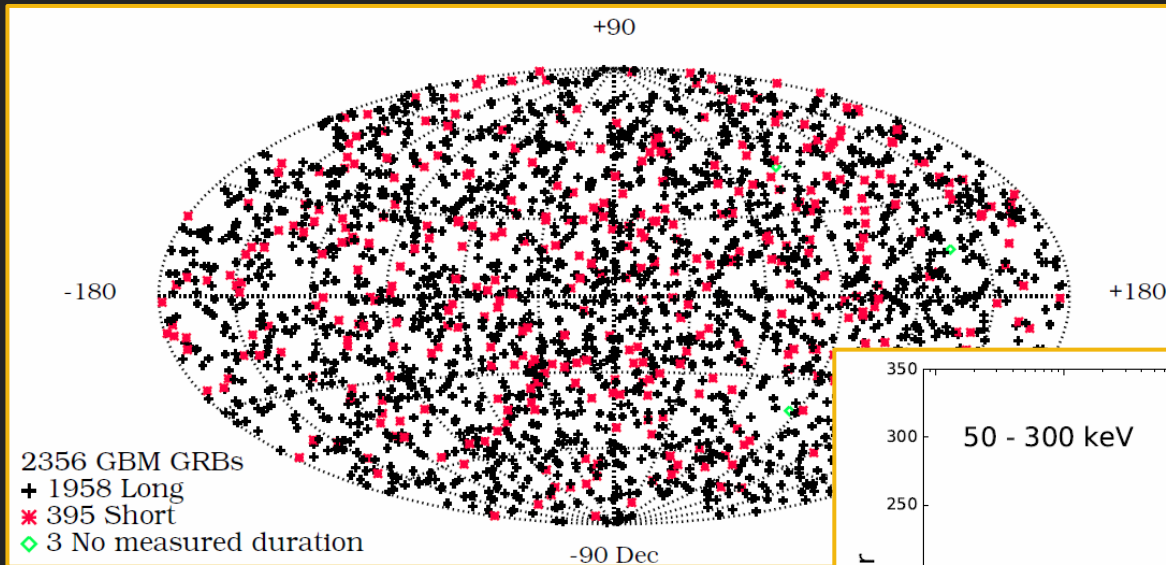 +90
-180
+180
2356 GBM GRBs
1958 Long
395 Short
3 No measured duration
-90 Dec
350
300
250
50 - 300 keV
r